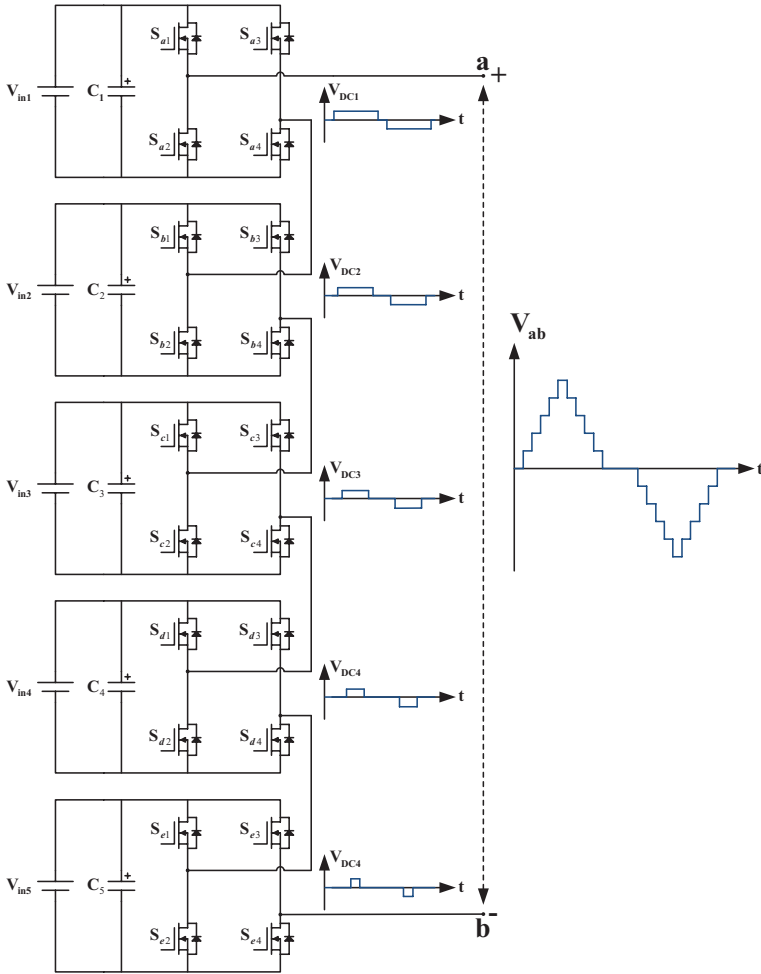 Sa1 Sa3
Vin1 C1 +
Sa2 Sa4
a +
VDC1
t
Sb1 Sb3
Vin2 C2 +
Sb2 Sb4
VDC2
t
Vab
t
Sc1 Sc3
Vin3 C3 +
Sc2 Sc4
VDC3
t
Sd1 Sd3
Vin4 C4 +
Sd2 Sd4
VDC4
t
Se1 Se3
Vin5 C5 +
Se2 Se4
VDC4
t
b -